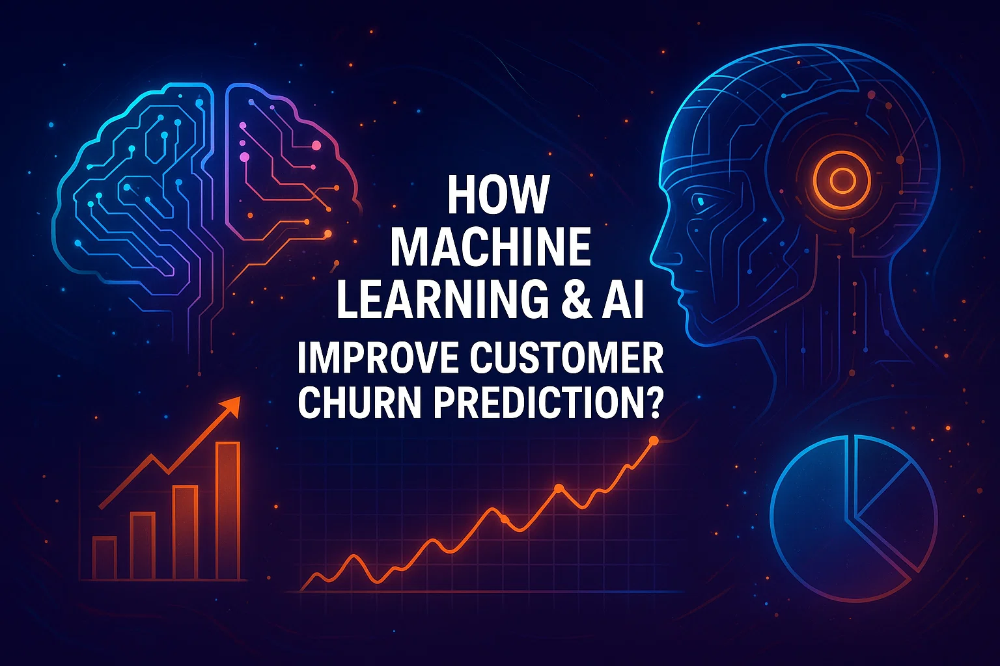 HOW
MACHINE
LEARNING & AI
IMPROVE CUSTOMER
CHURN PREDICTION?